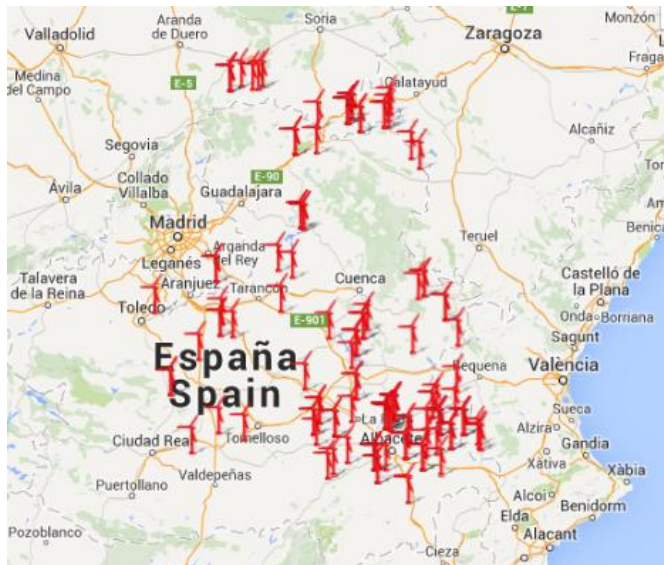 E-7
Aranda
de Duero
Soria
Monzón
Valladolid
Zaragoza
L
Fraga
Medina
del Campo
E-5
Calatayud
Alcañiz
Segovia
Collado
Villalba
E-90
Guadalajara
Ávila
Madrid
Leganés
Arganda
del Rey
Teruel
Benica
Talavera
de la Reina
Aranjuez
Tarancón
Cuenca
Castelló de
la Plana
Toledo
Onda
Borriana
E-901
Sagunt
España
Spain
Requena
València
Sueca
Alzira
Gandia
Ciudad Real
Tomelloso
Albacete
Xàtiva
Xàbia
Valdepeñas
Puertollano
Alcoi
Benidorm
Elda
Pozoblanco
Cieza
Alacant